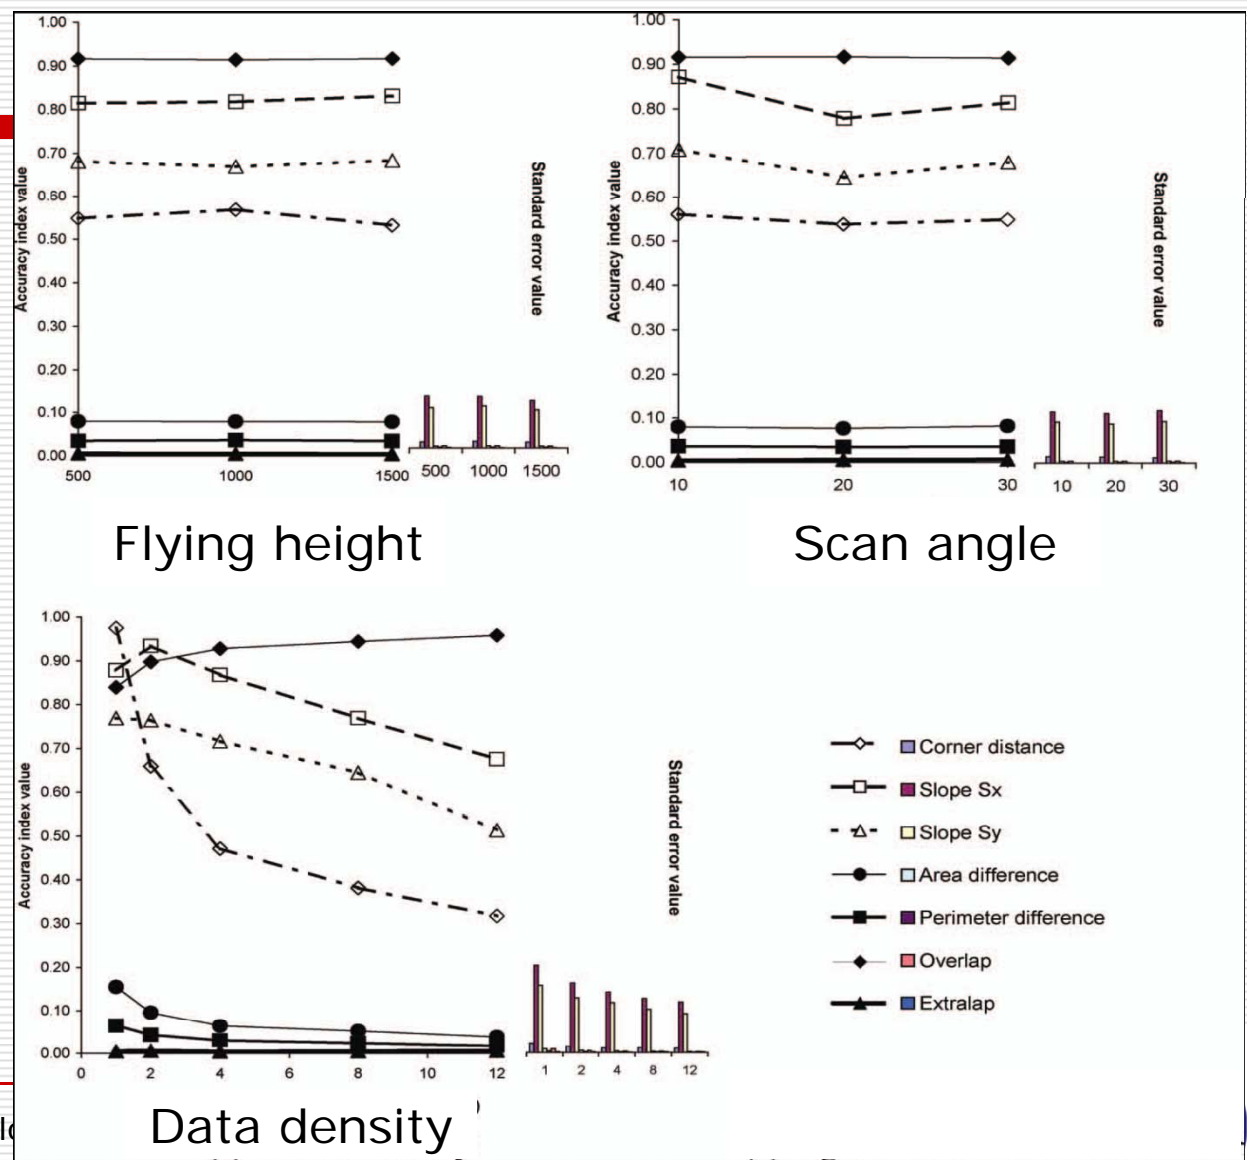 1.00
0.90
0.80
0.70
0.60
0.50
0.40
0.30
0.20
0.10
0.00
Accuracy index value
500 1000 1500
Standard error value
500 1000 1500
Flying height
1.00
0.90
0.80
0.70
0.60
0.50
0.40
0.30
0.20
0.10
0.00
Accuracy index value
10 20 30
Standard error value
10 20 30
Scan angle
1.00
0.90
0.80
0.70
0.60
0.50
0.40
0.30
0.20
0.10
0.00
Accuracy index value
0 2 4 6 8 10 12
Standard error value
1 2 4 8 12
Data density
Corner distance
Slope Sx
Slope Sy
Area difference
Perimeter difference
Overlap
Extralap